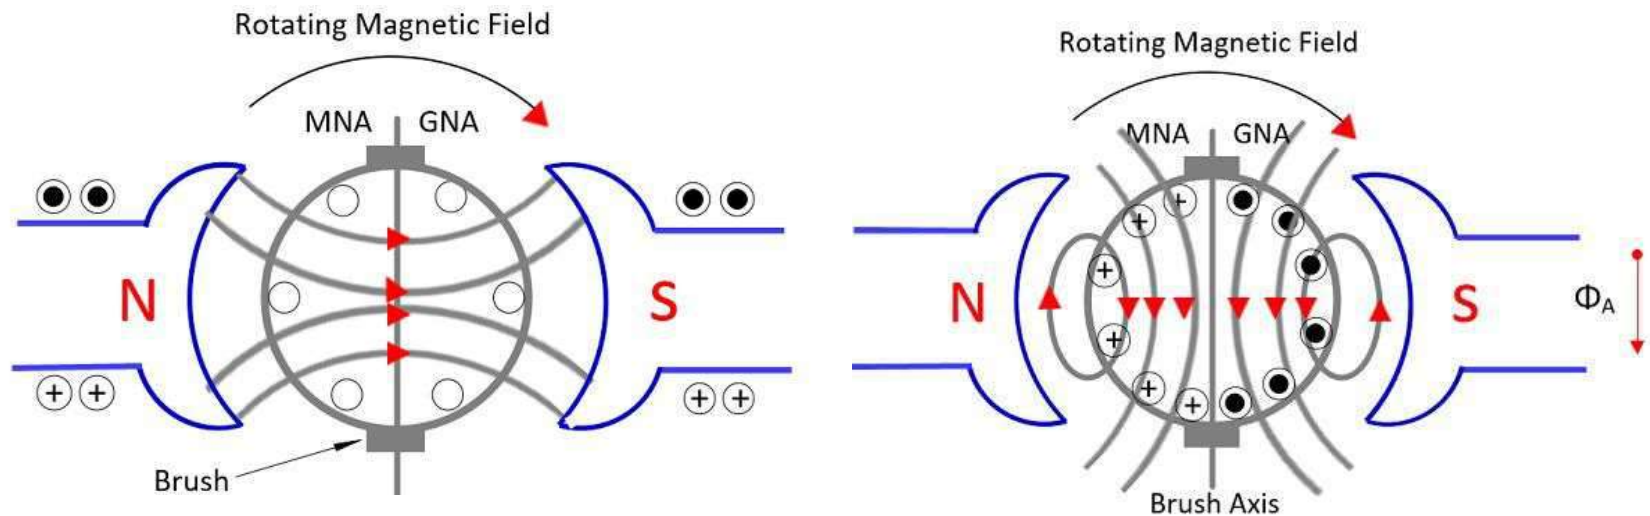 Rotating Magnetic Field
MNA GNA
N S
Brush
Rotating Magnetic Field
MNA GNA
N S ΦA
Brush Axis